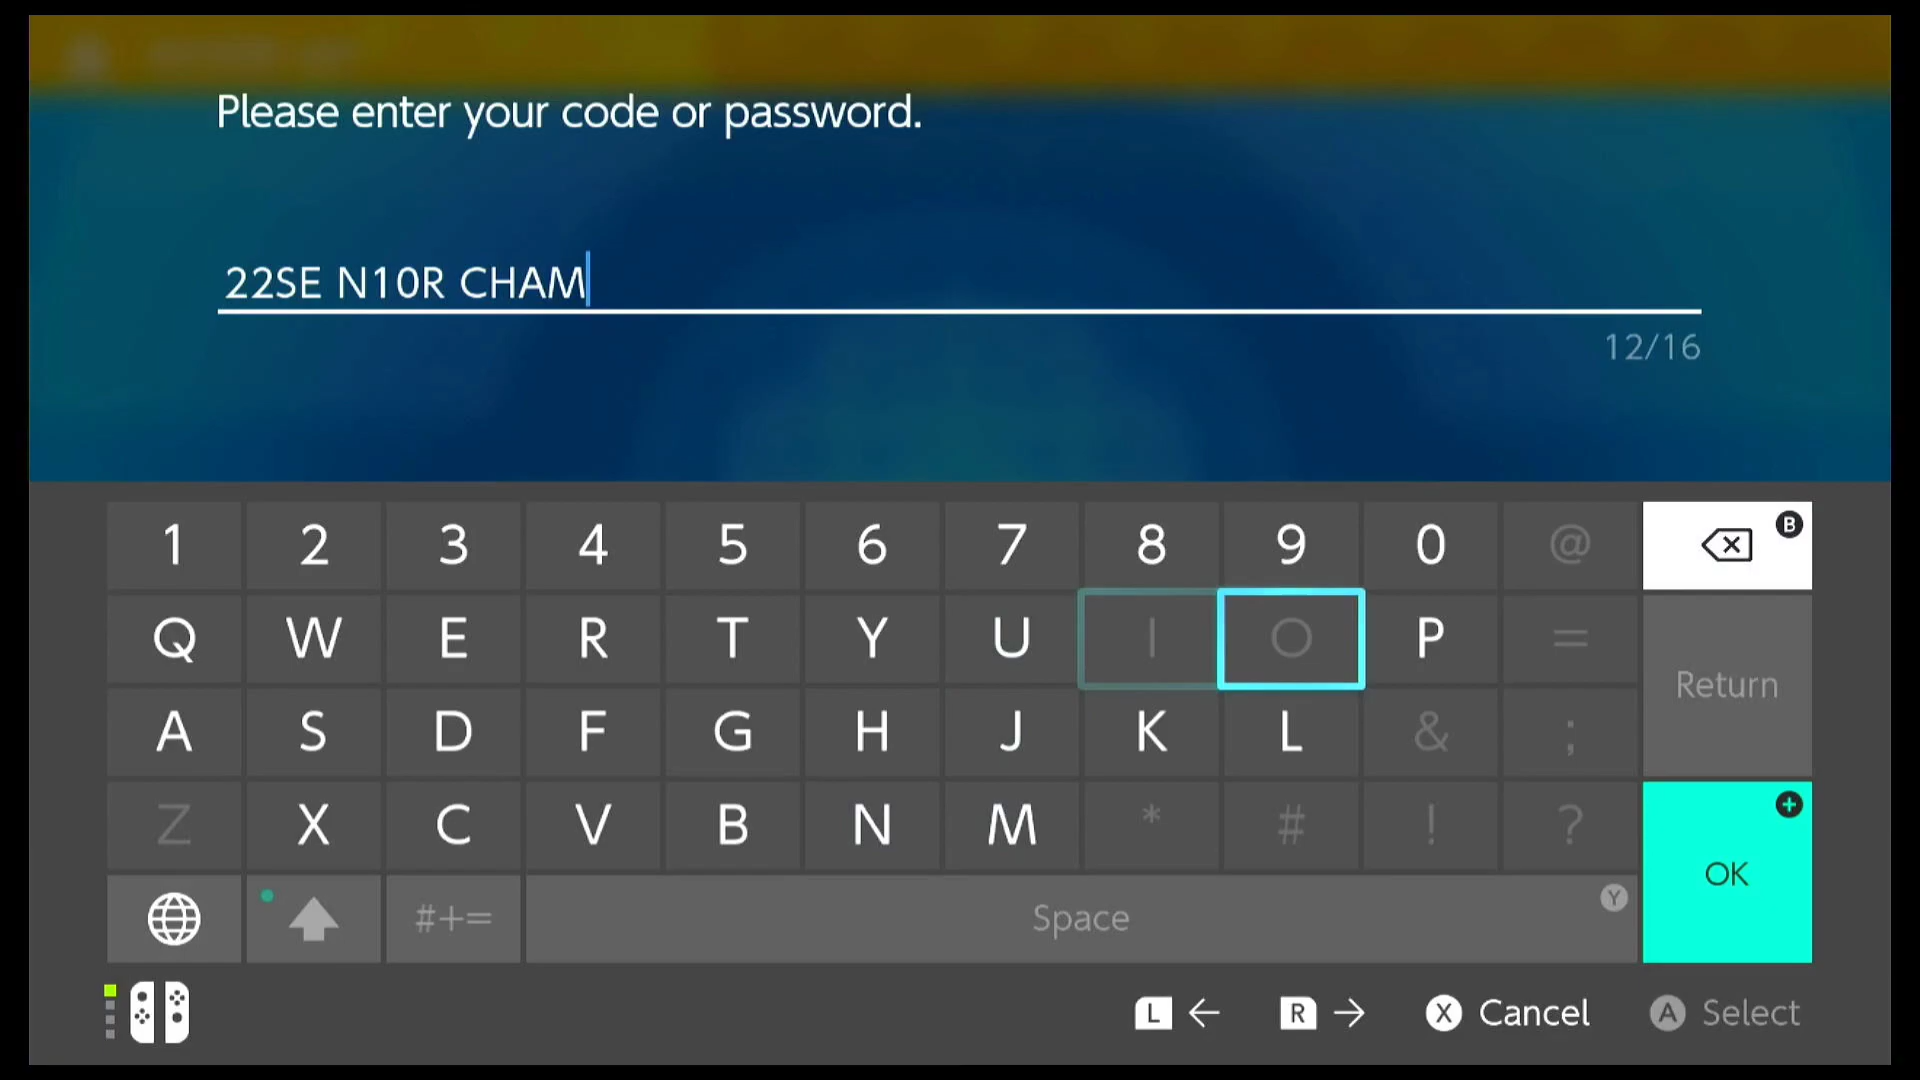 Please enter your code or password.
22SE N10R CHAM
12/16
1 2 3 4 5 6 7 8 9 0 @ B
Q W E R T Y U I O P = Return
A S D F G H J K L & ;
Z X C V B N M * # ! ? + OK
#+= Space Y
L ← R → X Cancel A Select